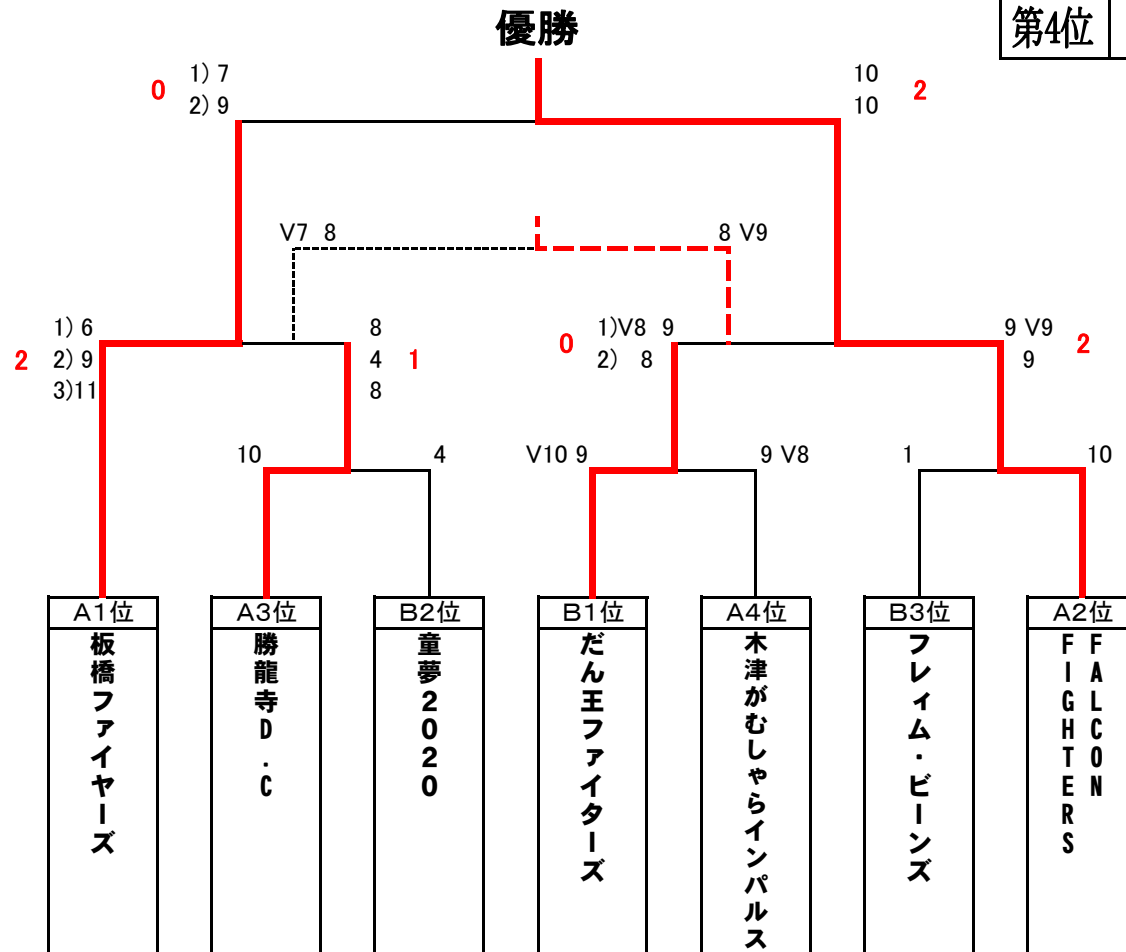 優勝
第4位
1) 7
0
2) 9
10
2
10
V7 8
8 V9
1) 6
2
2) 9
3)11
8
4
1
8
0
1)V8 9
2) 8
9 V9
2
9
10
4
V10 9
9 V8
1
10
A1位
A3位
B2位
B1位
A4位
B3位
A2位
板橋ファイヤーズ
勝龍寺D.C
童夢2020
だん王ファイターズ
木津がむしゃらインパルス
フレィム・ビーンズ
FALCON
FIGHTERS